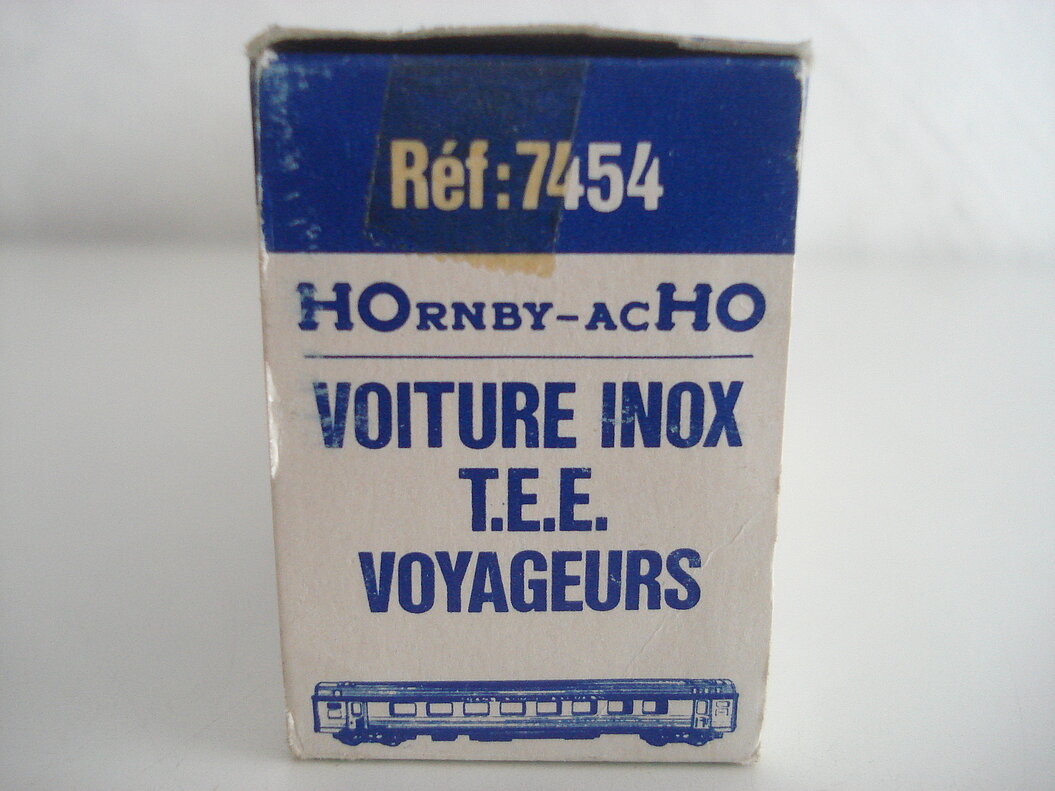 Réf:7454
HORNBY-ACHO
VOITURE INOX
T.E.E.
VOYAGEURS